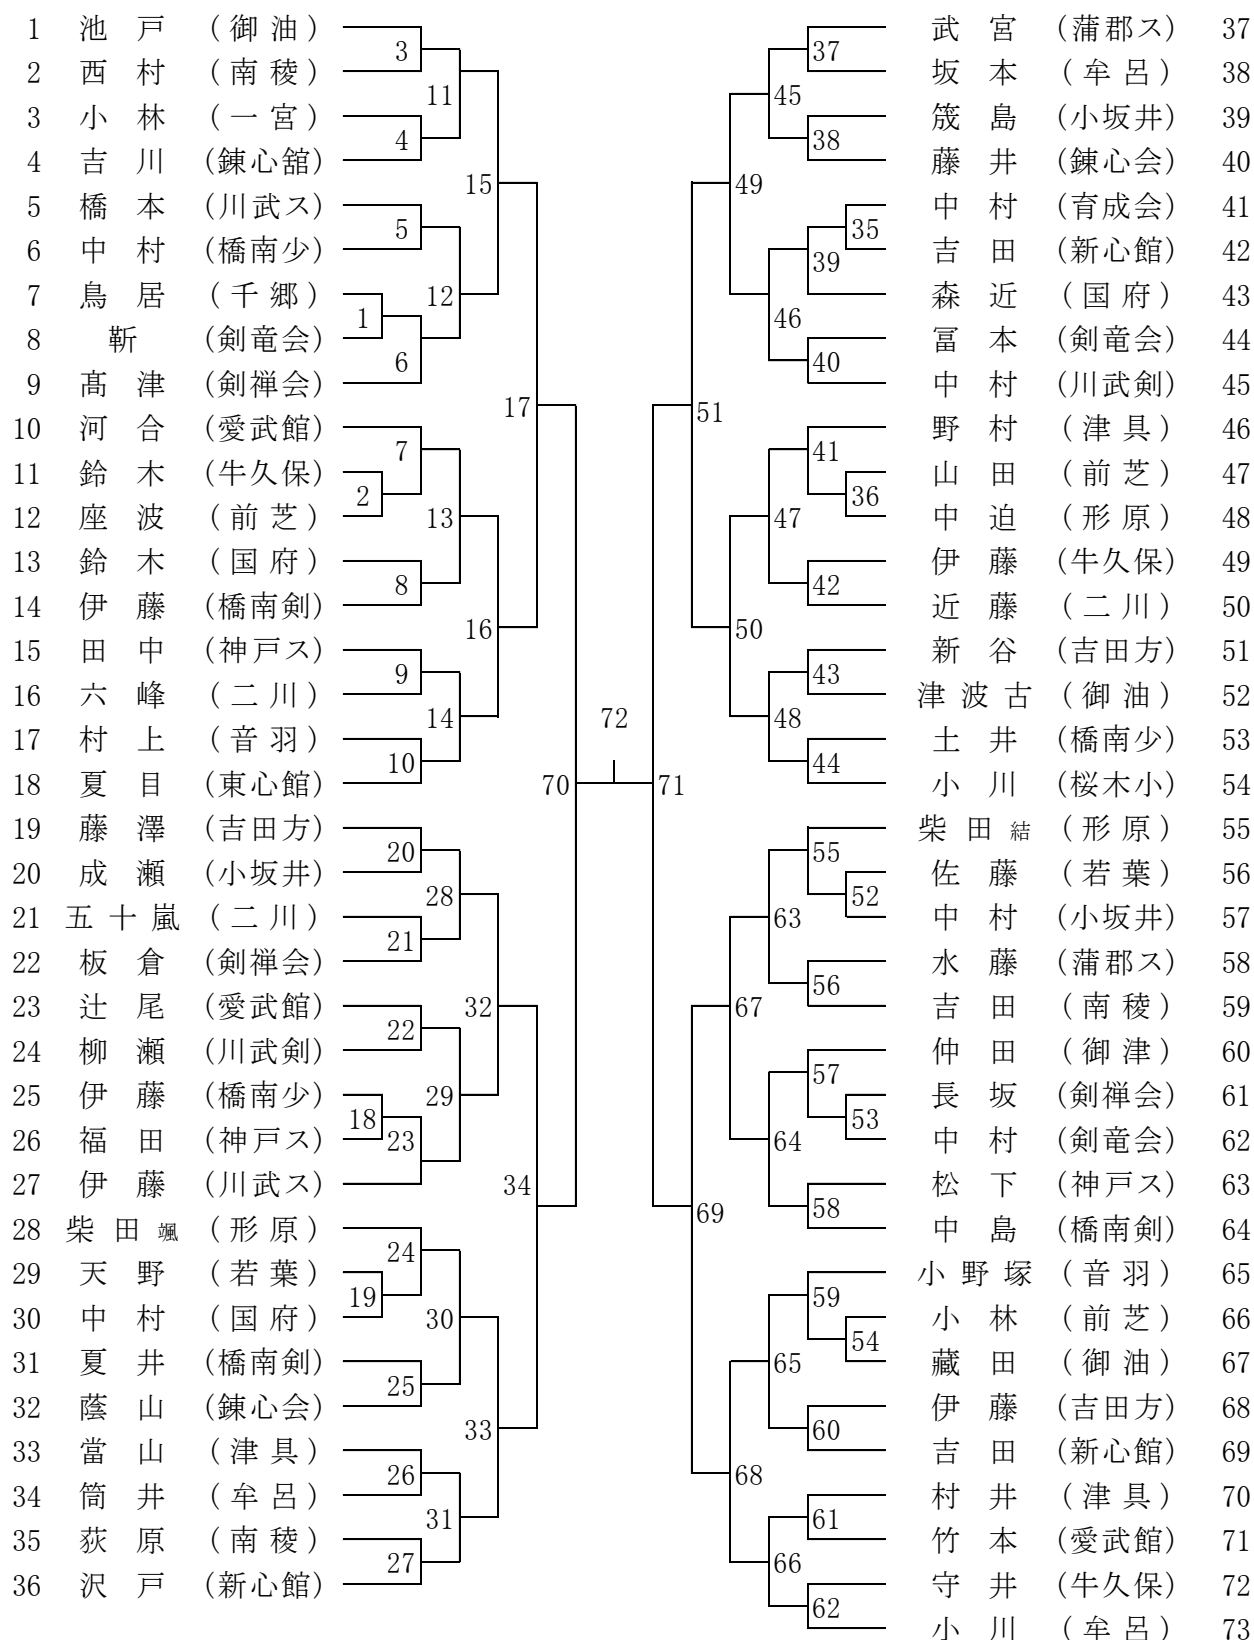 1 池戸 （御油）
2 西村 （南稜）
3 小林 （一宮）
4 吉川 （錬心舘）
5 橋本 （川武ス）
6 中村 （橋南少）
7 鳥居 （千郷）
8 靳 （剣竜会）
9 髙津 （剣禅会）
10 河合 （愛武館）
11 鈴木 （牛久保）
12 座波 （前芝）
13 鈴木 （国府）
14 伊藤 （橋南剣）
15 田中 （神戸ス）
16 六峰 （二川）
17 村上 （音羽）
18 夏目 （東心館）
19 藤澤 （吉田方）
20 成瀬 （小坂井）
21 五十嵐 （二川）
22 板倉 （剣禅会）
23 辻尾 （愛武館）
24 柳瀬 （川武剣）
25 伊藤 （橋南少）
26 福田 （神戸ス）
27 伊藤 （川武ス）
28 柴田颯 （形原）
29 天野 （若葉）
30 中村 （国府）
31 夏井 （橋南剣）
32 蔭山 （錬心会）
33 當山 （津具）
34 筒井 （牟呂）
35 荻原 （南稜）
36 沢戸 （新心館）
3
4
5
1
6
7
2
8
9
10
20
21
22
18
23
24
19
25
26
27
11
12
13
14
28
29
30
31
15
16
32
33
17
34
70
72
71
51
69
49
50
67
68
45
46
47
48
63
64
65
66
37
38
35
39
40
41
36
42
43
44
55
52
56
57
53
58
59
54
60
61
62
武宮 （蒲郡ス） 37
坂本 （牟呂） 38
筬島 （小坂井） 39
藤井 （錬心会） 40
中村 （育成会） 41
吉田 （新心館） 42
森近 （国府） 43
冨本 （剣竜会） 44
中村 （川武剣） 45
野村 （津具） 46
山田 （前芝） 47
中迫 （形原） 48
伊藤 （牛久保） 49
近藤 （二川） 50
新谷 （吉田方） 51
津波古 （御油） 52
土井 （橋南少） 53
小川 （桜木小） 54
柴田結 （形原） 55
佐藤 （若葉） 56
中村 （小坂井） 57
水藤 （蒲郡ス） 58
吉田 （南稜） 59
仲田 （御津） 60
長坂 （剣禅会） 61
中村 （剣竜会） 62
松下 （神戸ス） 63
中島 （橋南剣） 64
小野塚 （音羽） 65
小林 （前芝） 66
藏田 （御油） 67
伊藤 （吉田方） 68
吉田 （新心館） 69
村井 （津具） 70
竹本 （愛武館） 71
守井 （牛久保） 72
小川 （牟呂） 73